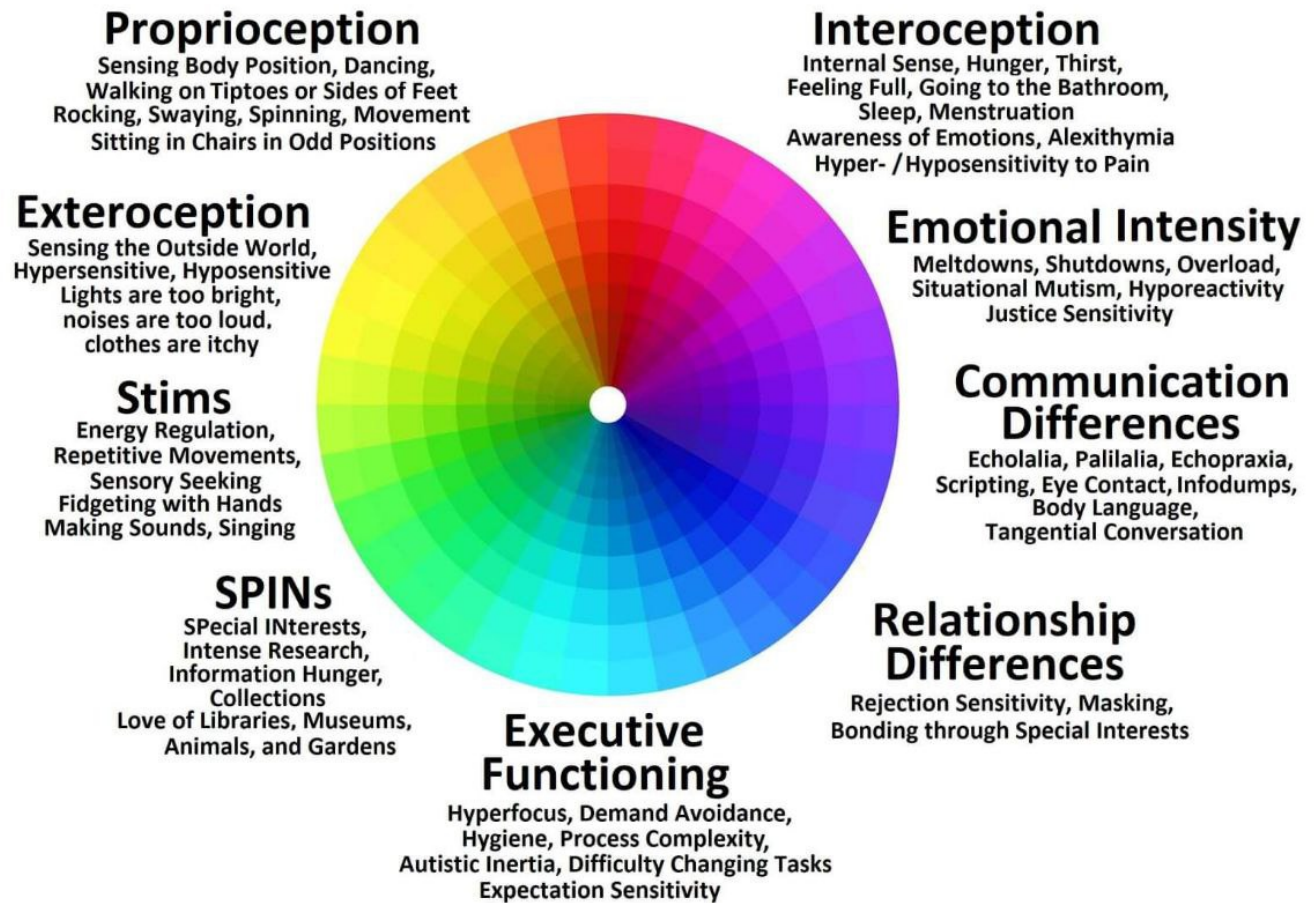 Proprioception
Sensing Body Position, Dancing,
Walking on Tiptoes or Sides of Feet
Rocking, Swaying, Spinning, Movement
Sitting in Chairs in Odd Positions
Interoception
Internal Sense, Hunger, Thirst,
Feeling Full, Going to the Bathroom,
Sleep, Menstruation
Awareness of Emotions, Alexithymia
Hyper- / Hyposensitivity to Pain
Exteroception
Sensing the Outside World,
Hypersensitive, Hyposensitive
Lights are too bright,
noises are too loud.
clothes are itchy
Emotional Intensity
Meltdowns, Shutdowns, Overload,
Situational Mutism, Hyporeactivity
Justice Sensitivity
Stims
Energy Regulation,
Repetitive Movements,
Sensory Seeking
Fidgeting with Hands
Making Sounds, Singing
Communication
Differences
Echolalia, Palilalia, Echopraxia,
Scripting, Eye Contact, Infodumps,
Body Language,
Tangential Conversation
SPINs
SPecial INterests,
Intense Research,
Information Hunger,
Collections
Love of Libraries, Museums,
Animals, and Gardens
Relationship
Differences
Rejection Sensitivity, Masking,
Bonding through Special Interests
Executive
Functioning
Hyperfocus, Demand Avoidance,
Hygiene, Process Complexity,
Autistic Inertia, Difficulty Changing Tasks
Expectation Sensitivity